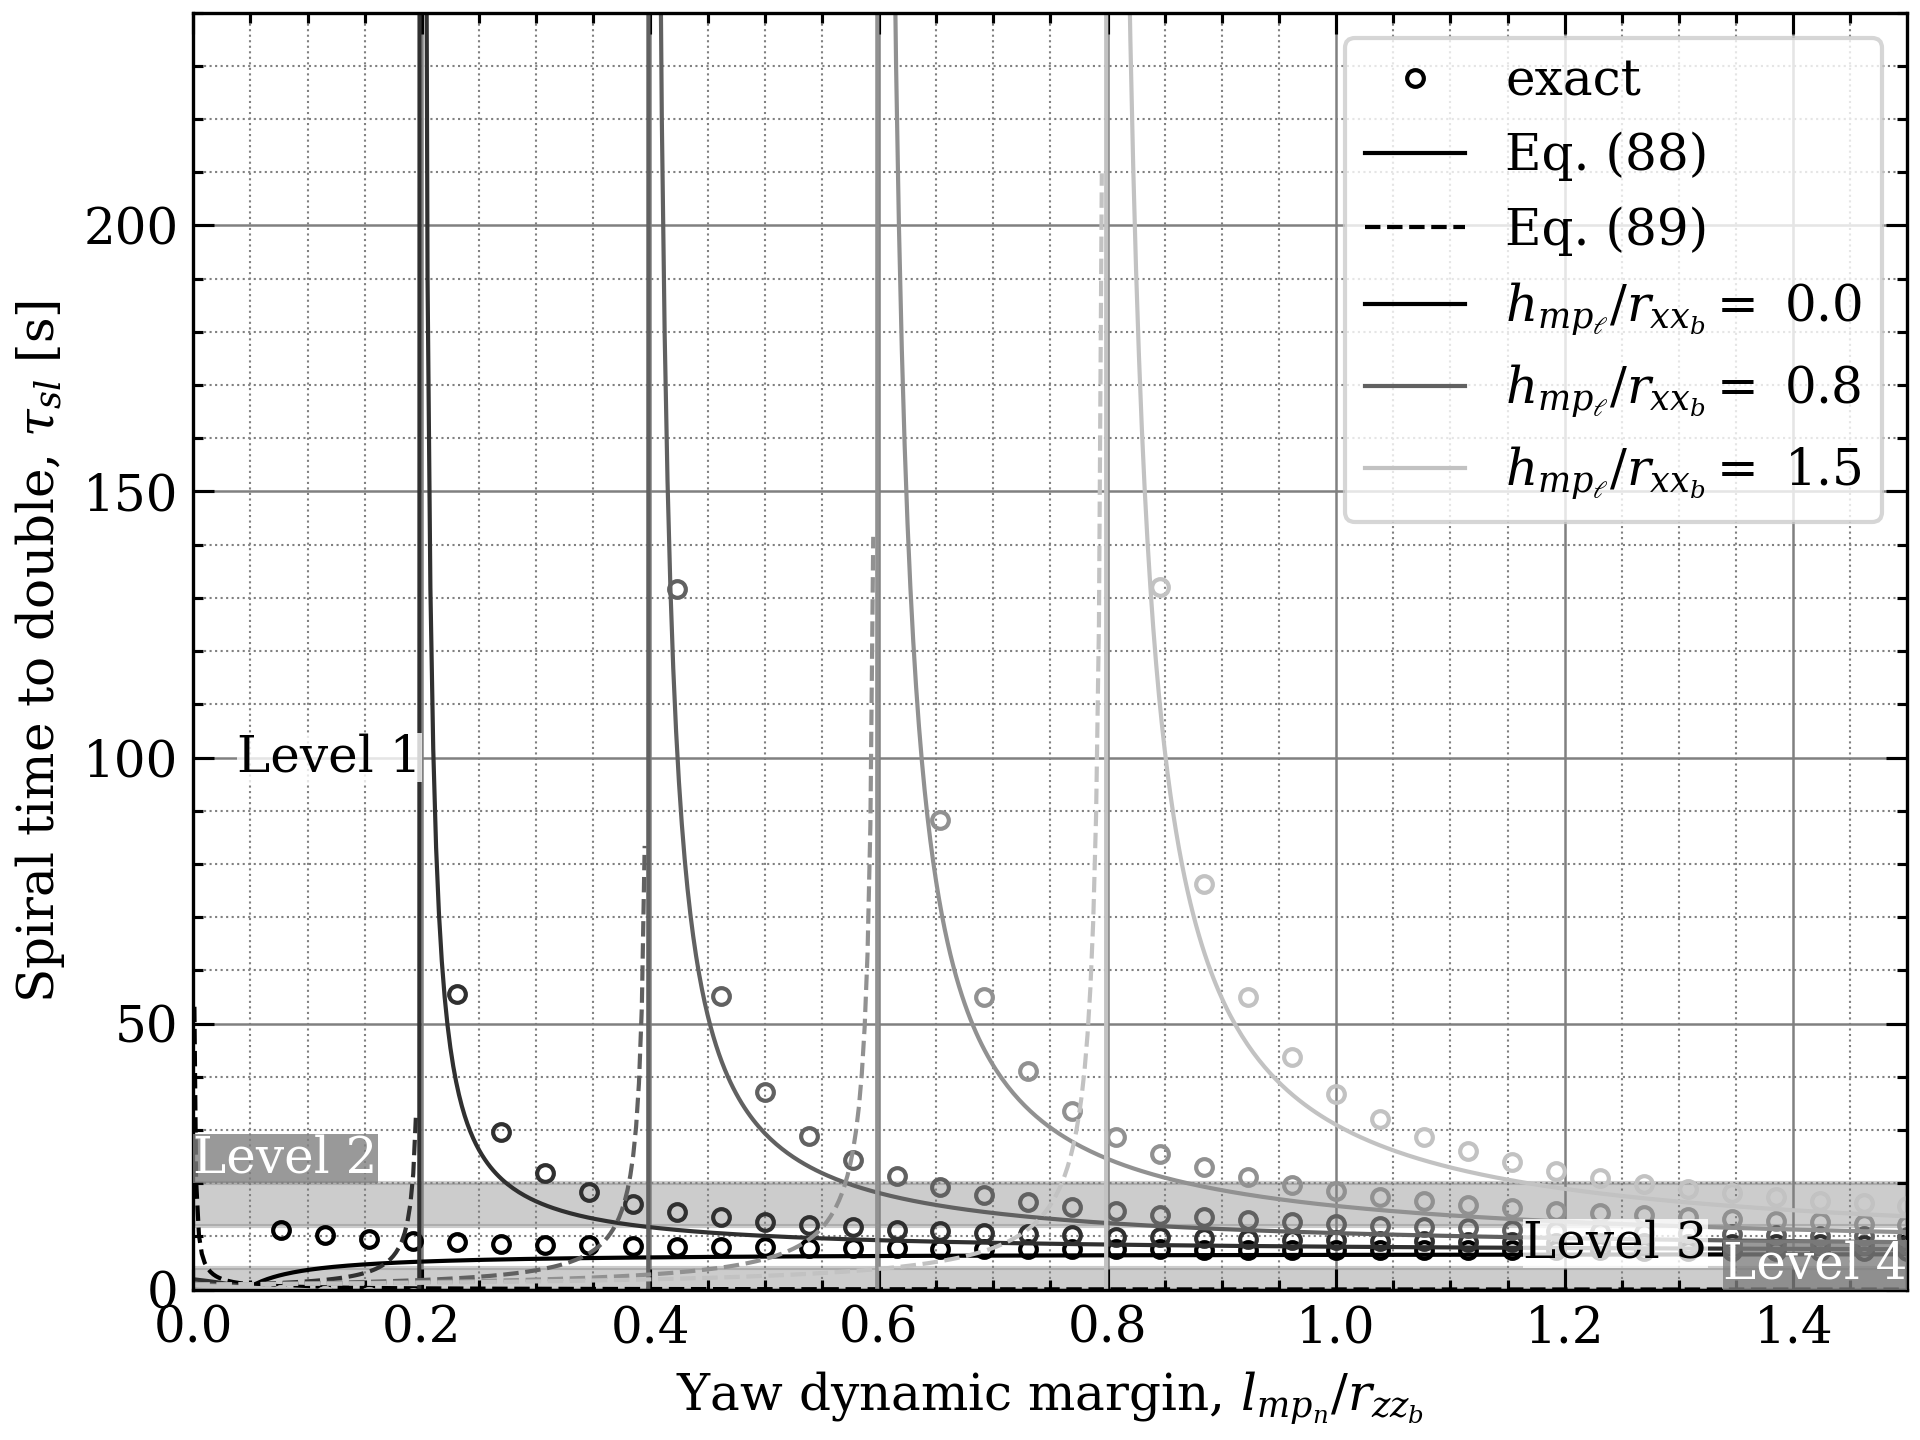 exact
Eq. (88)
Eq. (89)
h_{mp_ℓ}/r_{xx_b} = 0.0
h_{mp_ℓ}/r_{xx_b} = 0.8
h_{mp_ℓ}/r_{xx_b} = 1.5
200
150
100
50
0
Spiral time to double, τ_{sl} [s]
Level 1
Level 2
Level 3
Level 4
0.0 0.2 0.4 0.6 0.8 1.0 1.2 1.4
Yaw dynamic margin, l_{mp_n}/r_{zz_b}